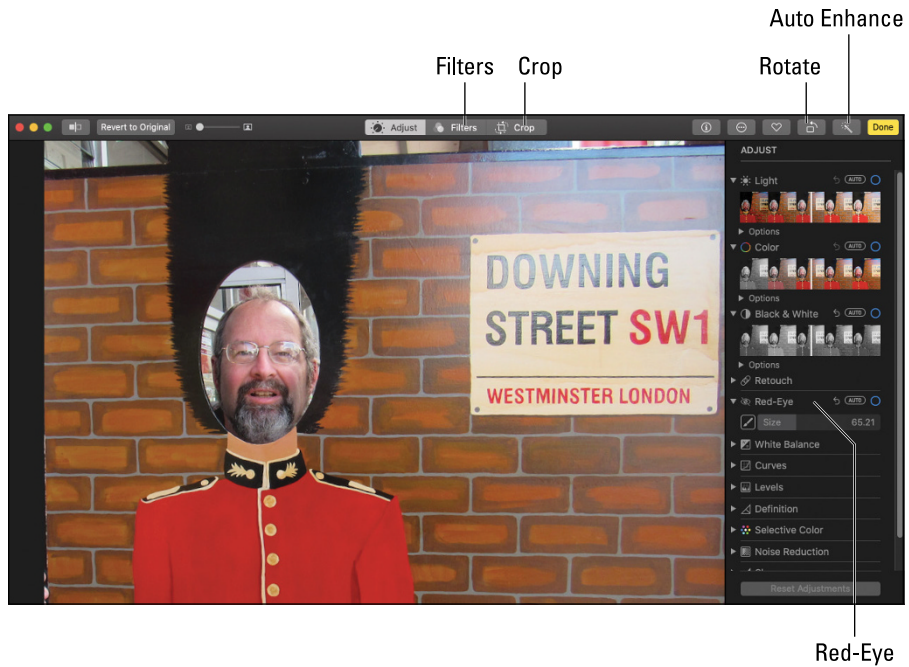 Auto Enhance
Filters Crop Rotate
Revert to Original Adjust Filters Crop Done
ADJUST
Light AUTO
Options
Color AUTO
Options
Black & White AUTO
Options
Retouch
Red-Eye AUTO
Size 65.21
White Balance
Curves
Levels
Definition
Selective Color
Noise Reduction
Reset Adjustments
DOWNING
STREET SW1
WESTMINSTER LONDON
Red-Eye